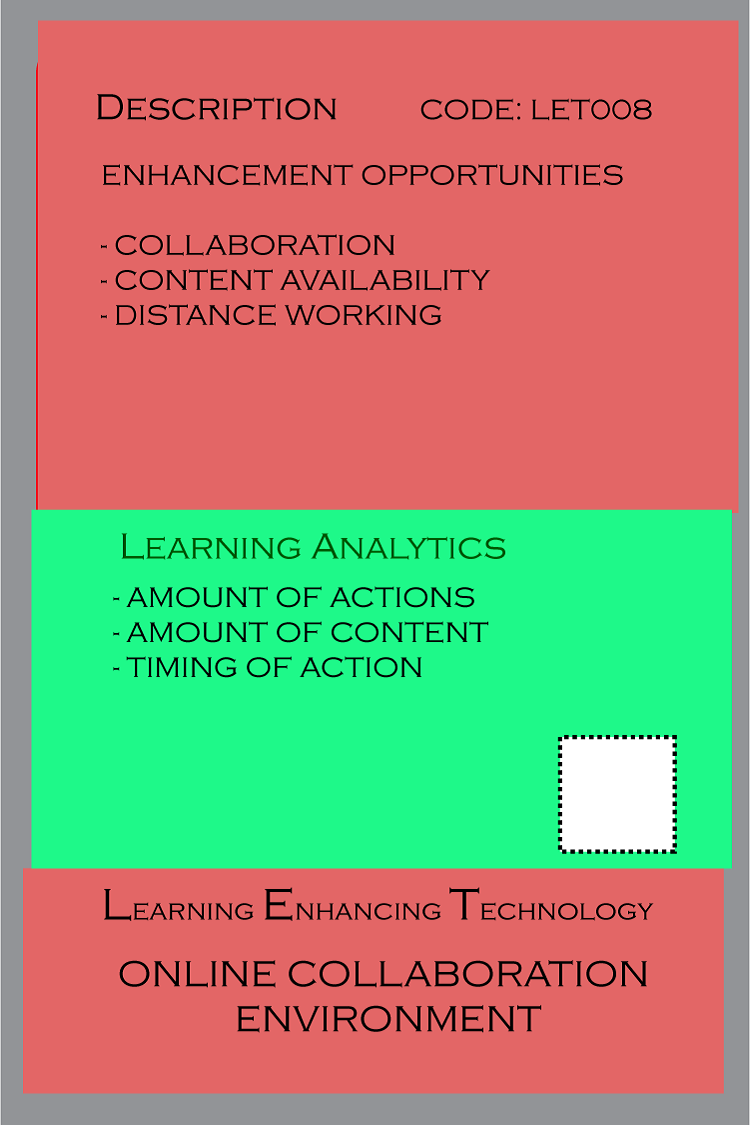 DESCRIPTION CODE: LET008
ENHANCEMENT OPPORTUNITIES
- COLLABORATION
- CONTENT AVAILABILITY
- DISTANCE WORKING
LEARNING ANALYTICS
- AMOUNT OF ACTIONS
- AMOUNT OF CONTENT
- TIMING OF ACTION
LEARNING ENHANCING TECHNOLOGY
ONLINE COLLABORATION
ENVIRONMENT